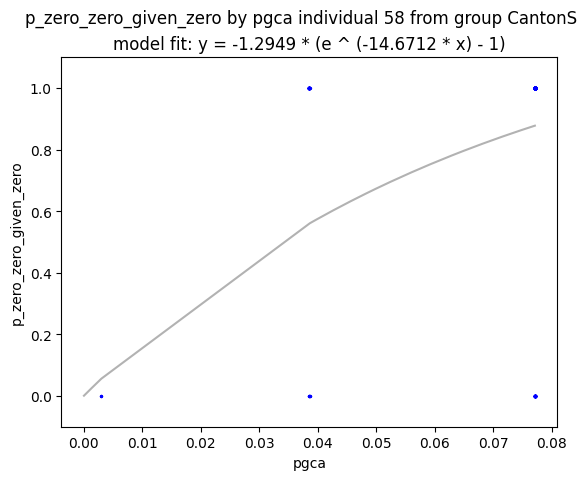 p_zero_zero_given_zero by pgca individual 58 from group CantonS
model fit: y = -1.2949 * (e ^ (-14.6712 * x) - 1)
1.0
0.8
0.6
0.4
0.2
0.0
p_zero_zero_given_zero
0.00 0.01 0.02 0.03 0.04 0.05 0.06 0.07 0.08
pgca